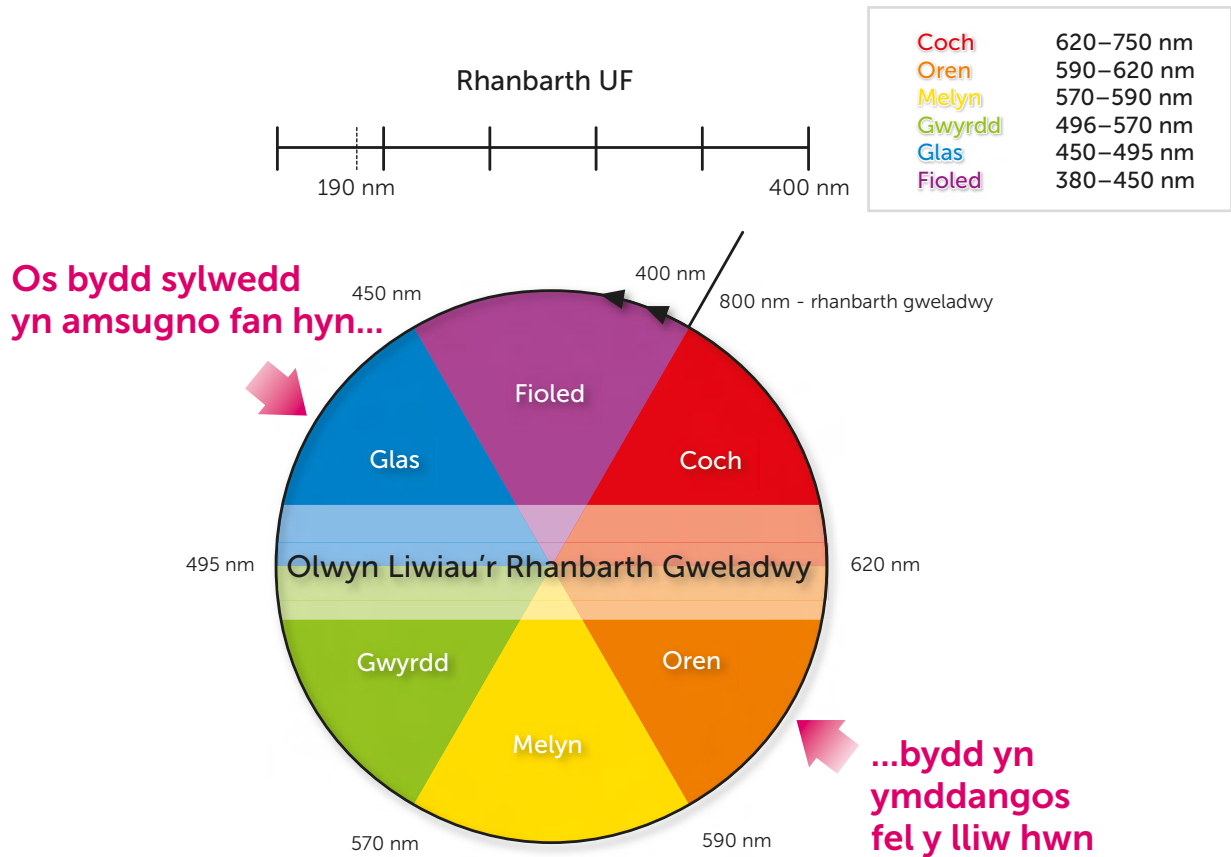 Rhanbarth UF
190 nm
400 nm
Coch 620–750 nm
Oren 590–620 nm
Melyn 570–590 nm
Gwyrdd 496–570 nm
Glas 450–495 nm
Fioled 380–450 nm
Os bydd sylwedd
yn amsugno fan hyn...
450 nm
400 nm
800 nm - rhanbarth gweladwy
Fioled
Glas
Coch
495 nm
Olwyn Liwiau'r Rhanbarth Gweladwy
620 nm
Gwyrdd
Oren
Melyn
570 nm
590 nm
...bydd yn
ymddangos
fel y lliw hwn